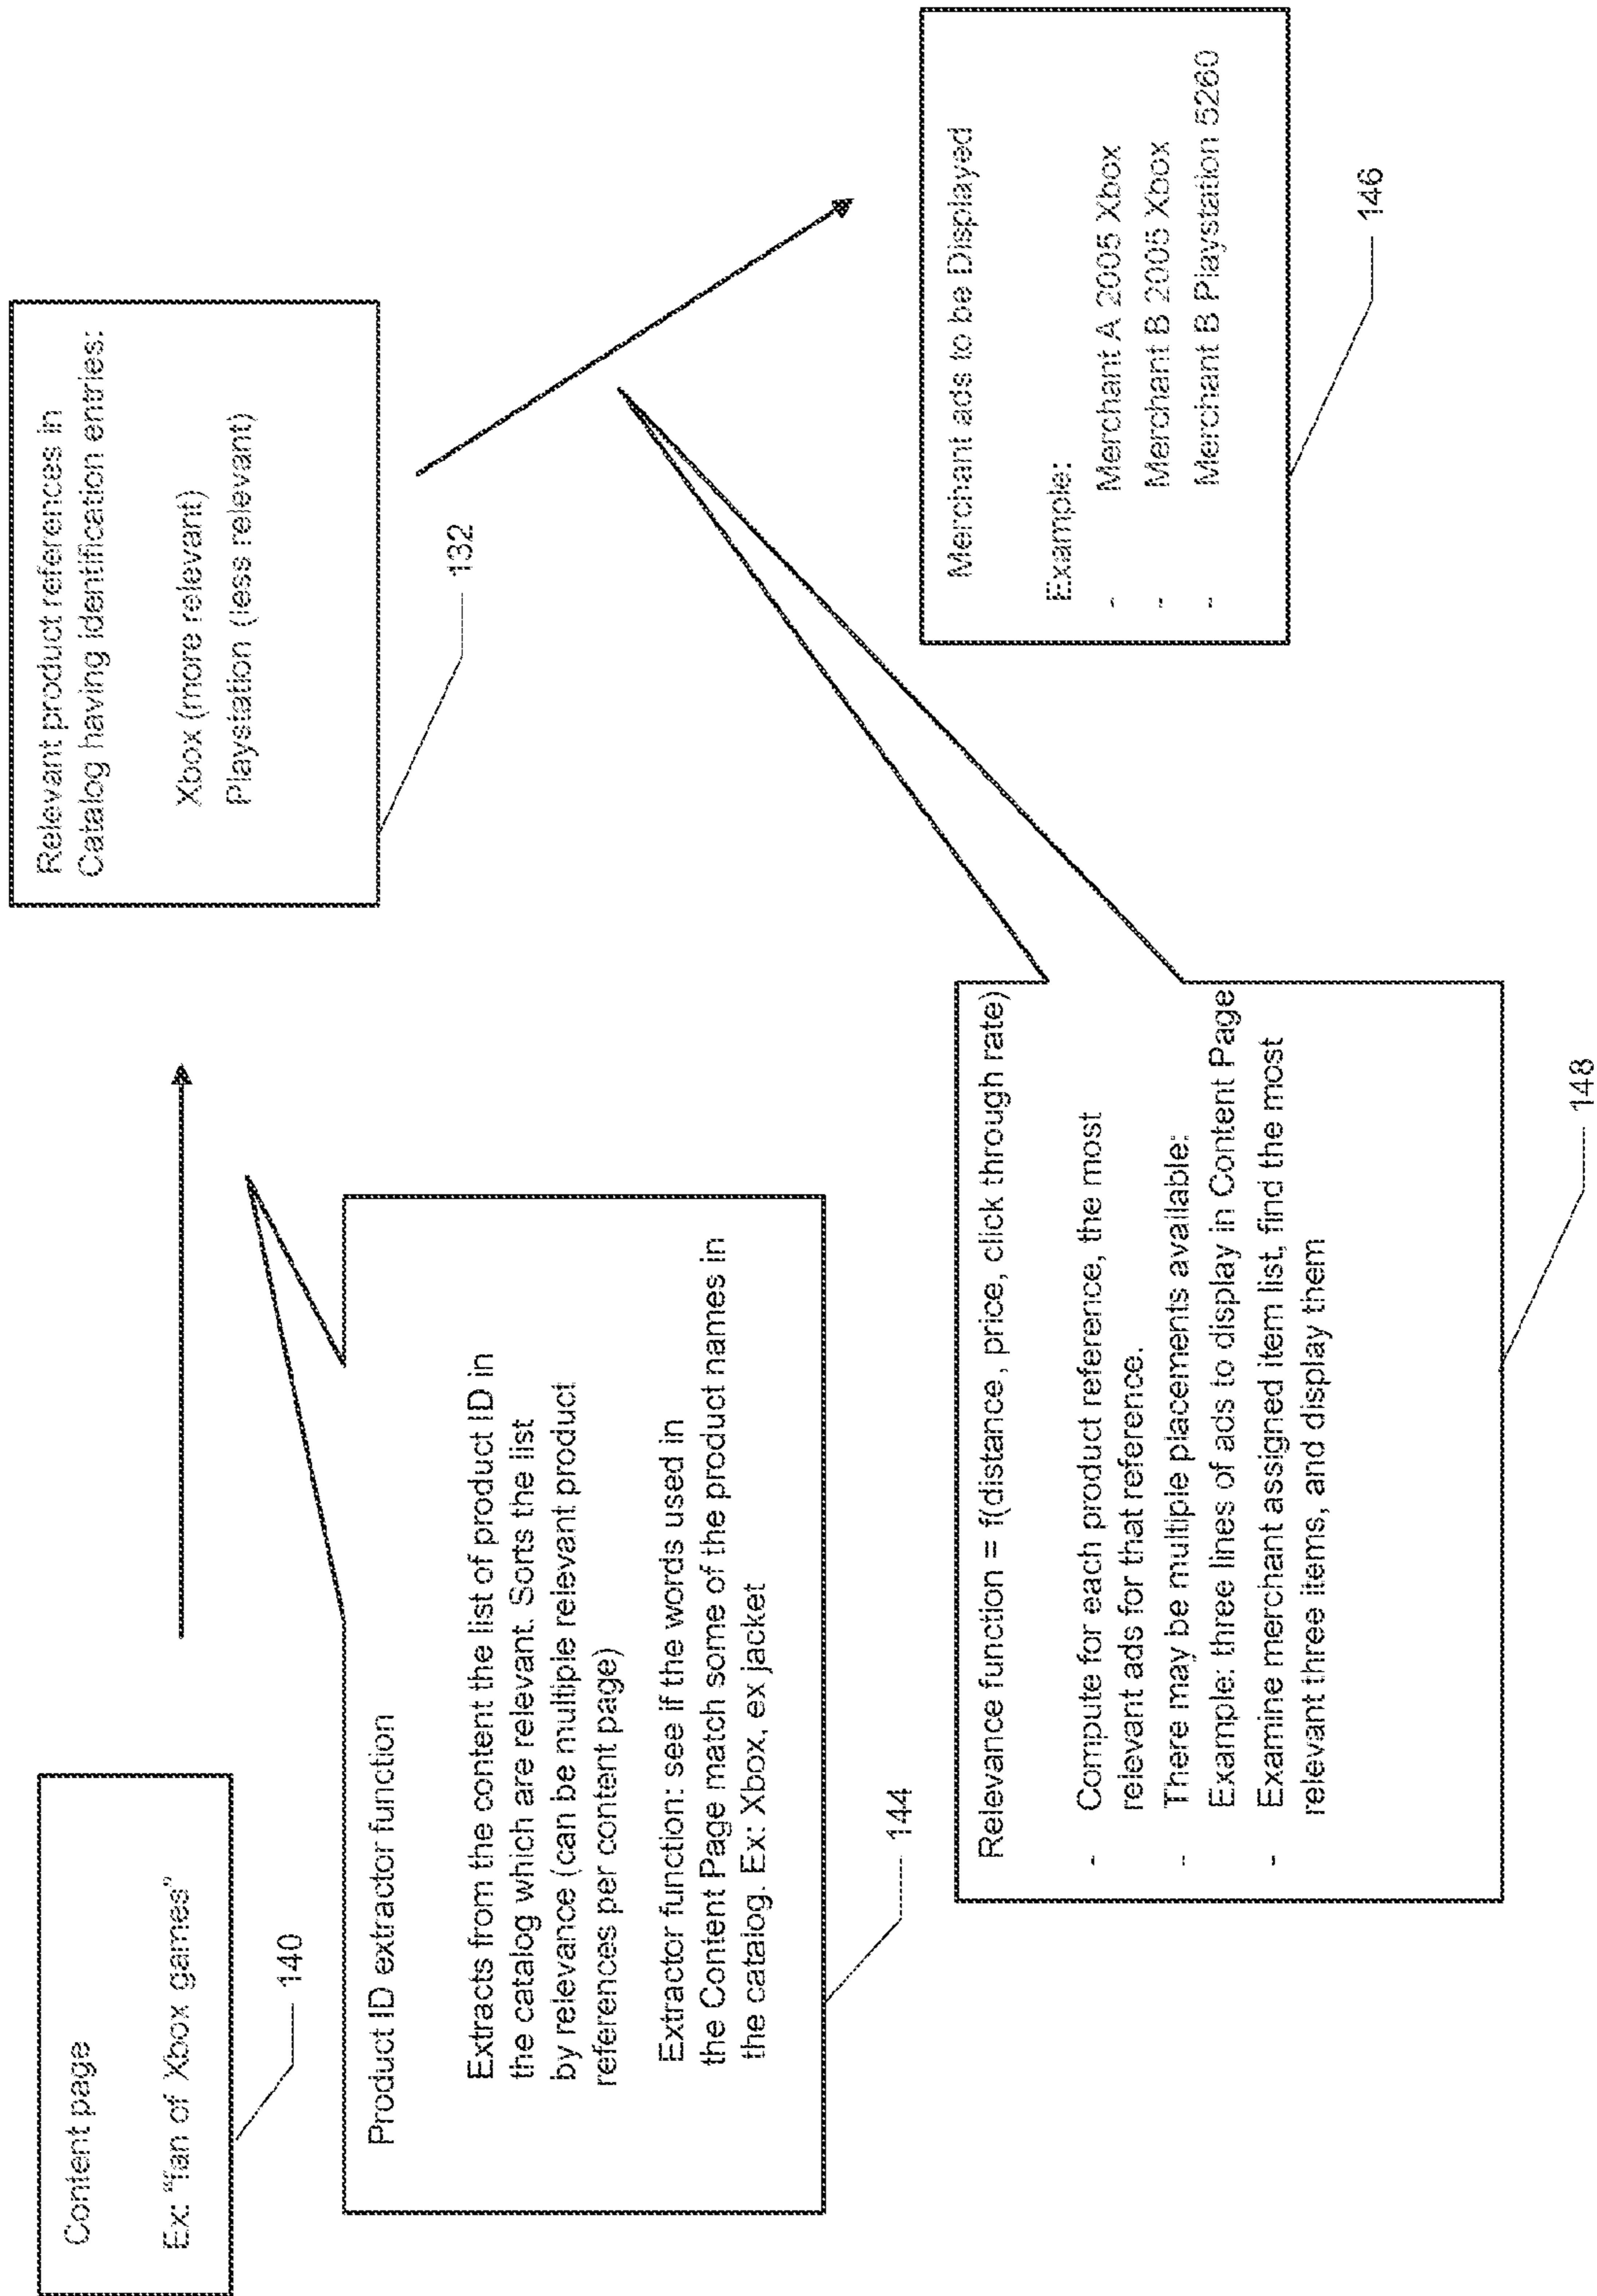 Content page
Ex: "fan of Xbox games"
140
Relevant product references in
Catalog having identification entries:
Xbox (more relevant)
Playstation (less relevant)
132
Product ID extractor function
Extracts from the content the list of product ID in
the catalog which are relevant. Sorts the list
by relevance (can be multiple relevant product
references per content page)
Extractor function: see if the words used in
the Content Page match some of the product names in
the catalog. Ex: Xbox, ex jacket
144
Relevance function = f(distance, price, click through rate)
- Compute for each product reference, the most
relevant ads for that reference.
- There may be multiple placements available:
Example: three lines of ads to display in Content Page
- Examine merchant assigned item list, find the most
relevant three items, and display them
148
Merchant ads to be Displayed
Example:
- Merchant A 2005 Xbox
- Merchant B 2005 Xbox
- Merchant B Playstation 5260
146